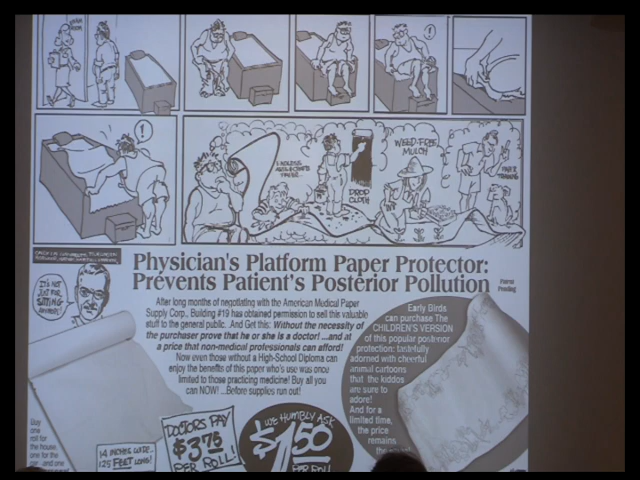 !
!
WEED-FREE
MULCH
DROP
CLOTH
Physician's Platform Paper Protector:
Prevents Patient's Posterior Pollution
Patent
Pending
IT'S NOT
JUST FOR
SITTING
After long months of negotiating with the American Medical Paper
Supply Corp., Building #19 has obtained permission to sell this valuable
stuff to the general public. And Get this: Without the necessity of
the purchaser prove that he or she is a doctor! ...and at
a price that non-medical professionals can afford!
Now even those without a High-School Diploma can
enjoy the benefits of this paper who's use was once
limited to those practicing medicine! Buy all you
can NOW! ...Before supplies run out!
Early Birds
can purchase The
CHILDREN'S VERSION
of this popular posterior
protection: tastefully
adorned with cheerful
animal cartoons
that the kiddos
are sure to
adore!
And for a
limited time,
the price
remains
the
Buy
one
roll for
the house,
one for the
and one
14 INCHES WIDE...
125 FEET LONG!
DOCTORS PAY
$3.75
PER ROLL!
WE HUMBLY ASK
$1.50
PER ROLL